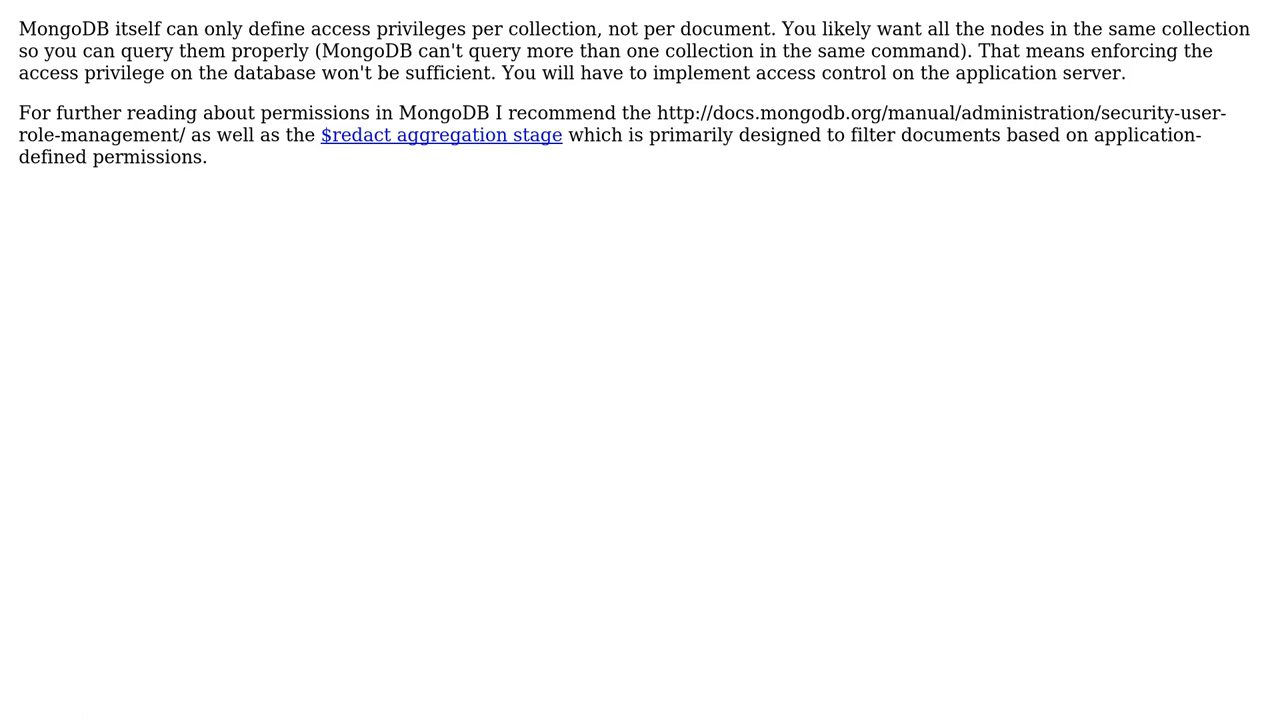 MongoDB itself can only define access privileges per collection, not per document. You likely want all the nodes in the same collection
so you can query them properly (MongoDB can't query more than one collection in the same command). That means enforcing the
access privilege on the database won't be sufficient. You will have to implement access control on the application server.
For further reading about permissions in MongoDB I recommend the http://docs.mongodb.org/manual/administration/security-user-
role-management/ as well as the $redact aggregation stage which is primarily designed to filter documents based on application-
defined permissions.